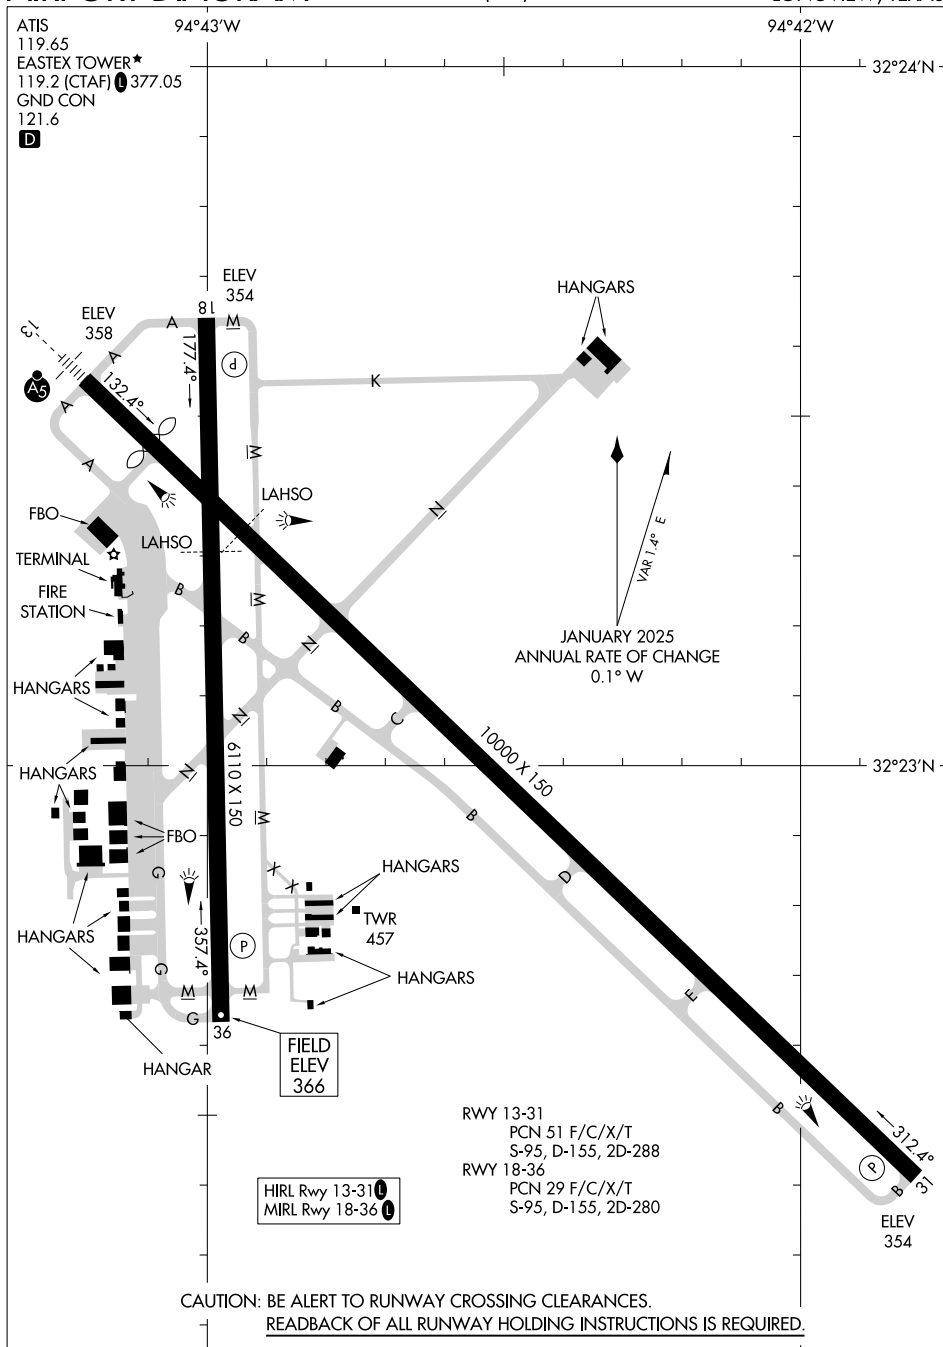 ATIS
119.65
EASTEX TOWER★
119.2 (CTAF) L 377.05
GND CON
121.6
D
94°43'W
94°42'W
32°24'N
ELEV
354
ELEV
358
18
13
A5
A
A
A
A
M
P
177.4°
132.4°
K
HANGARS
M
N
LAHSO
LAHSO
FBO
TERMINAL
FIRE
STATION
B
B
M
N
VAR 1.4° E
JANUARY 2025
ANNUAL RATE OF CHANGE
0.1° W
HANGARS
N
B
C
6110 X 150
10000 X 150
N
32°23'N
HANGARS
M
B
FBO
G
X
X
HANGARS
D
TWR
457
HANGARS
357.4°
P
G
HANGARS
M
M
E
G
36
FIELD
ELEV
366
HANGAR
B
RWY 13-31
PCN 51 F/C/X/T
S-95, D-155, 2D-288
RWY 18-36
PCN 29 F/C/X/T
S-95, D-155, 2D-280
312.4°
P
B
31
ELEV
354
HIRL Rwy 13-31 L
MIRL Rwy 18-36 L
CAUTION: BE ALERT TO RUNWAY CROSSING CLEARANCES.
READBACK OF ALL RUNWAY HOLDING INSTRUCTIONS IS REQUIRED.